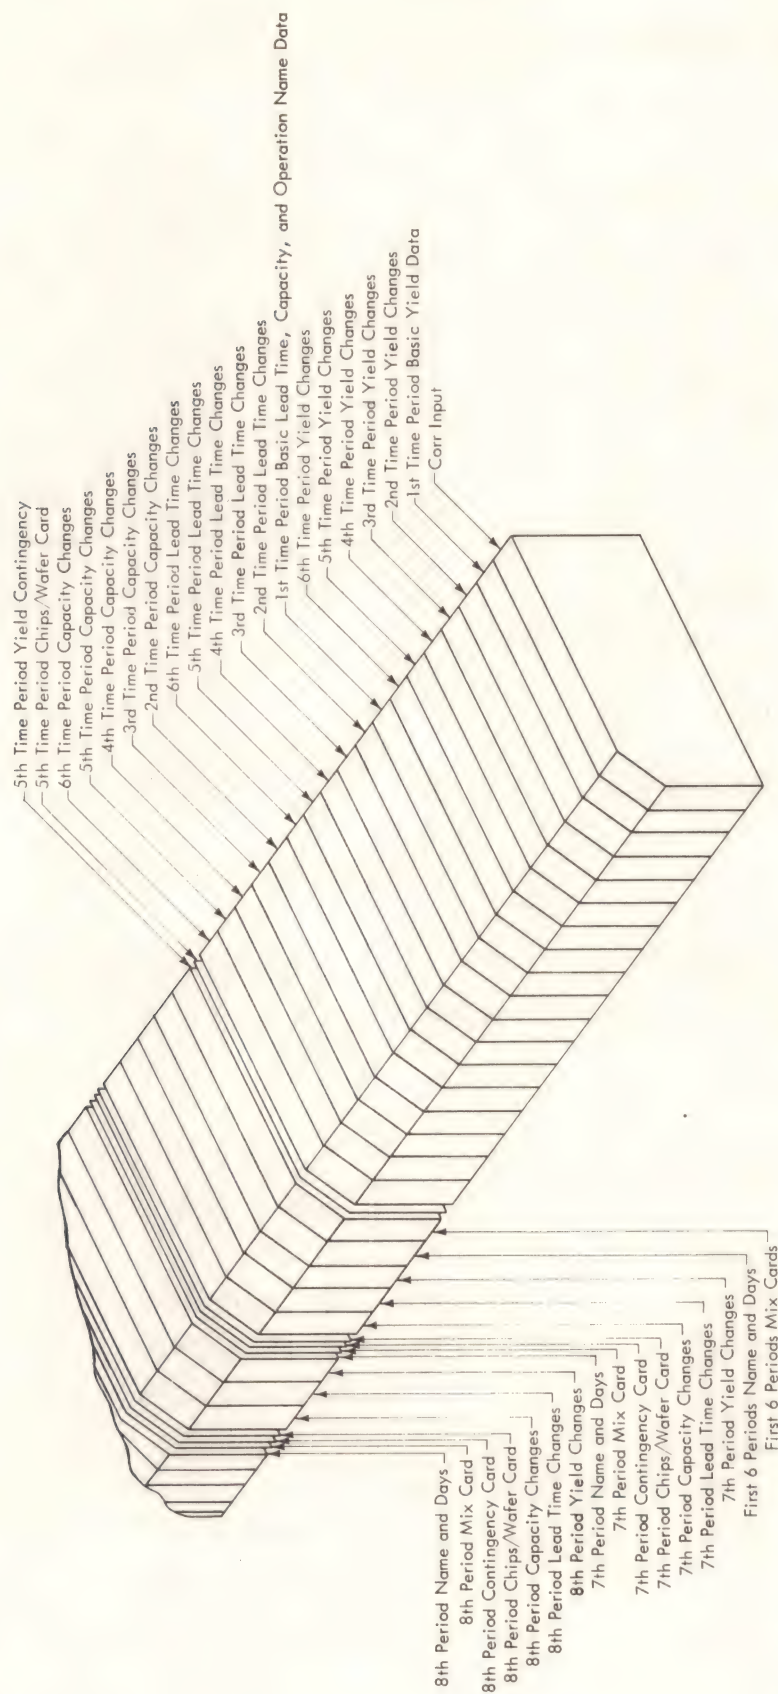 5th Time Period Yield Contingency
5th Time Period Chips/Wafer Card
6th Time Period Capacity Changes
5th Time Period Capacity Changes
4th Time Period Capacity Changes
3rd Time Period Capacity Changes
2nd Time Period Capacity Changes
6th Time Period Lead Time Changes
5th Time Period Lead Time Changes
4th Time Period Lead Time Changes
3rd Time Period Lead Time Changes
2nd Time Period Lead Time Changes
1st Time Period Basic Lead Time, Capacity, and Operation Name Data
6th Time Period Yield Changes
5th Time Period Yield Changes
4th Time Period Yield Changes
3rd Time Period Yield Changes
2nd Time Period Yield Changes
1st Time Period Basic Yield Data
Corr Input
8th Period Name and Days
8th Period Mix Card
8th Period Contingency Card
8th Period Chips/Wafer Card
8th Period Capacity Changes
8th Period Lead Time Changes
8th Period Yield Changes
7th Period Name and Days
7th Period Mix Card
7th Period Contingency Card
7th Period Chips/Wafer Card
7th Period Capacity Changes
7th Period Lead Time Changes
7th Period Yield Changes
First 6 Periods Name and Days
First 6 Periods Mix Cards